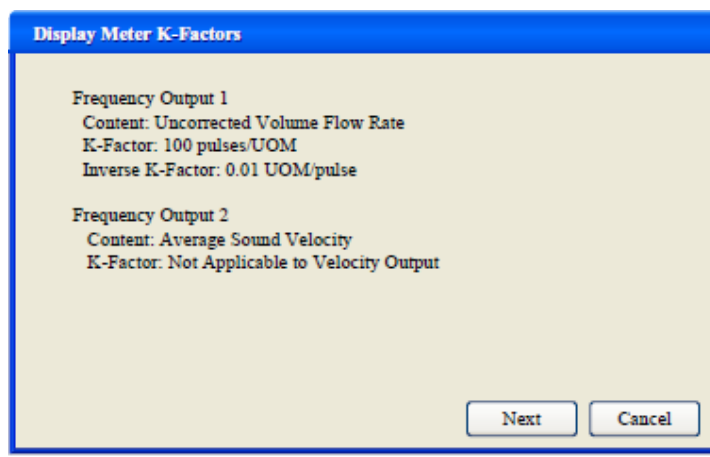 Display Meter K-Factors
Frequency Output 1
Content: Uncorrected Volume Flow Rate
K-Factor: 100 pulses/UOM
Inverse K-Factor: 0.01 UOM/pulse
Frequency Output 2
Content: Average Sound Velocity
K-Factor: Not Applicable to Velocity Output
Next
Cancel